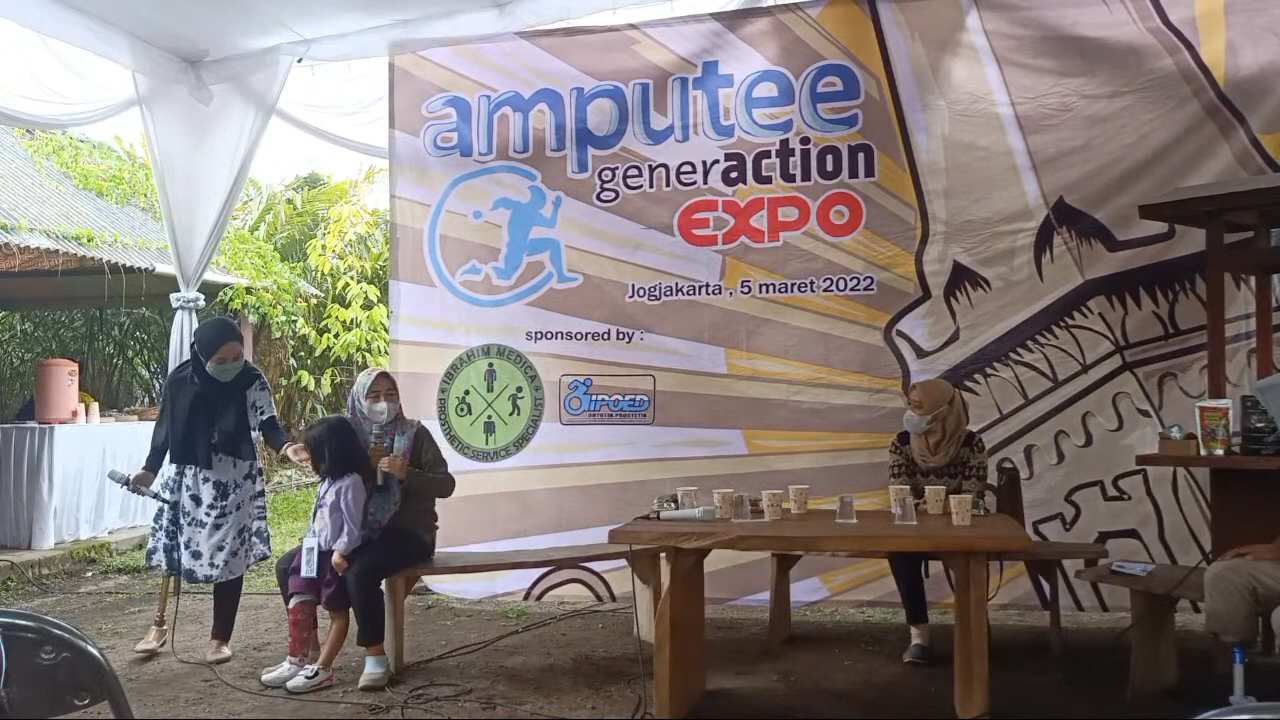 amputee
generaction
EXPO
Jogjakarta , 5 maret 2022
sponsored by :
IBRAHIM MEDICA
PROSTHETIC SERVICE SPECIALIST
IPOED
ORTOTIK PROSTETIK